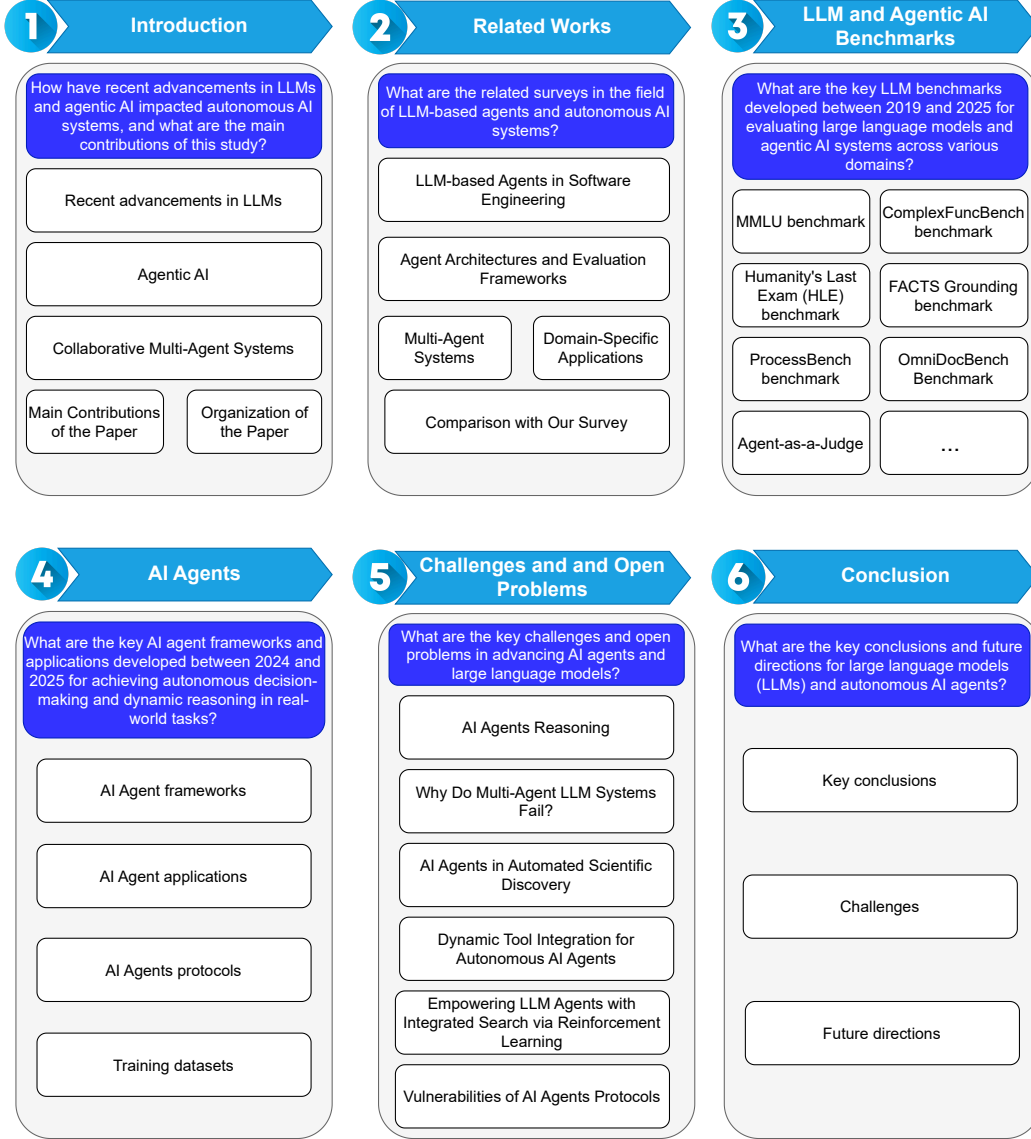 1
Introduction
How have recent advancements in LLMs
and agentic AI impacted autonomous AI
systems, and what are the main
contributions of this study?
Recent advancements in LLMs
Agentic AI
Collaborative Multi-Agent Systems
Main Contributions
of the Paper
Organization of
the Paper
2
Related Works
What are the related surveys in the field
of LLM-based agents and autonomous AI
systems?
LLM-based Agents in Software
Engineering
Agent Architectures and Evaluation
Frameworks
Multi-Agent
Systems
Domain-Specific
Applications
Comparison with Our Survey
3
LLM and Agentic AI
Benchmarks
What are the key LLM benchmarks
developed between 2019 and 2025 for
evaluating large language models and
agentic AI systems across various
domains?
MMLU benchmark
ComplexFuncBench
benchmark
Humanity's Last
Exam (HLE)
benchmark
FACTS Grounding
benchmark
ProcessBench
benchmark
OmniDocBench
Benchmark
Agent-as-a-Judge
...
4
AI Agents
What are the key AI agent frameworks and
applications developed between 2024 and
2025 for achieving autonomous decision-
making and dynamic reasoning in real-
world tasks?
AI Agent frameworks
AI Agent applications
AI Agents protocols
Training datasets
5
Challenges and and Open
Problems
What are the key challenges and open
problems in advancing AI agents and
large language models?
AI Agents Reasoning
Why Do Multi-Agent LLM Systems
Fail?
AI Agents in Automated Scientific
Discovery
Dynamic Tool Integration for
Autonomous AI Agents
Empowering LLM Agents with
Integrated Search via Reinforcement
Learning
Vulnerabilities of AI Agents Protocols
6
Conclusion
What are the key conclusions and future
directions for large language models
(LLMs) and autonomous AI agents?
Key conclusions
Challenges
Future directions